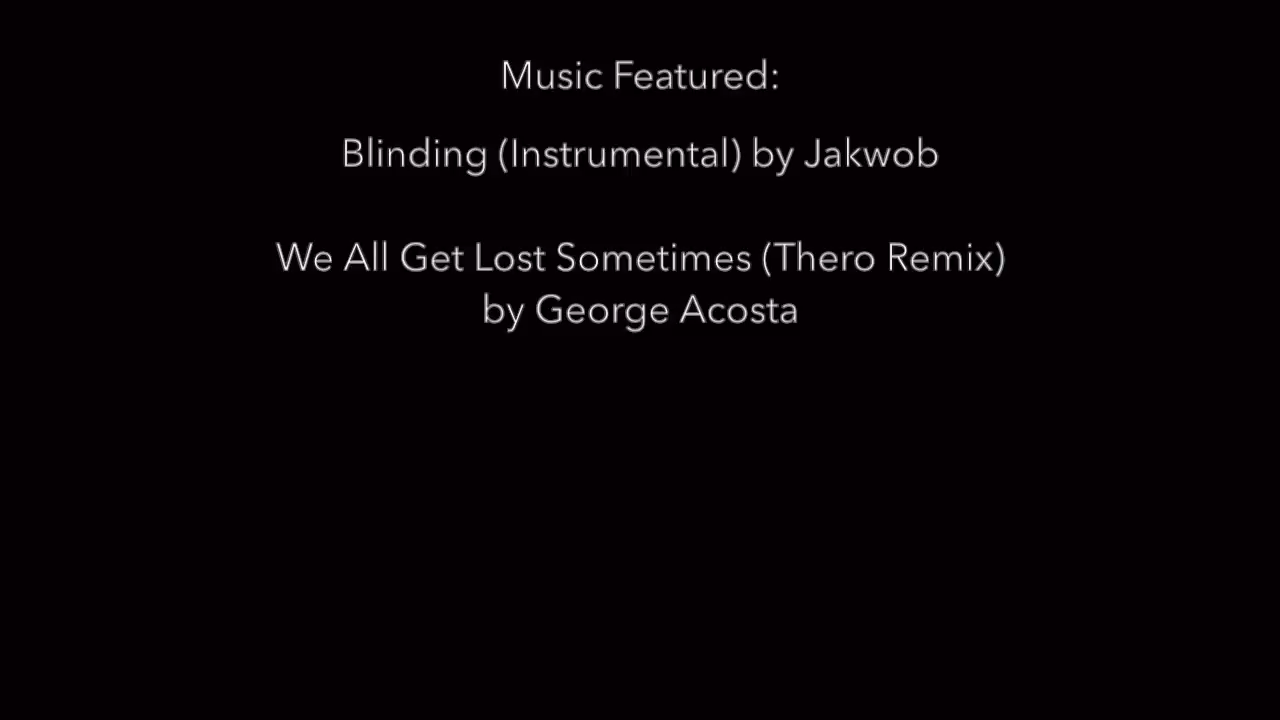 Music Featured:
Blinding (Instrumental) by Jakwob
We All Get Lost Sometimes (Thero Remix)
by George Acosta